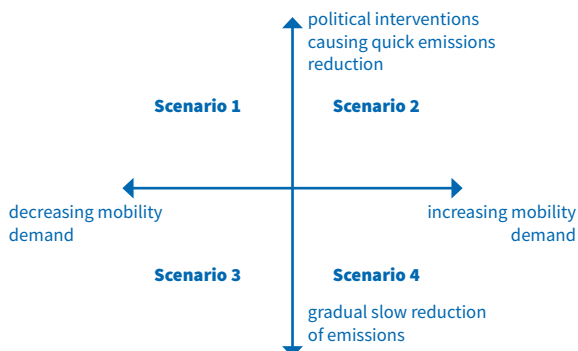 political interventions
causing quick emissions
reduction
Scenario 1
Scenario 2
decreasing mobility
demand
increasing mobility
demand
Scenario 3
Scenario 4
gradual slow reduction
of emissions